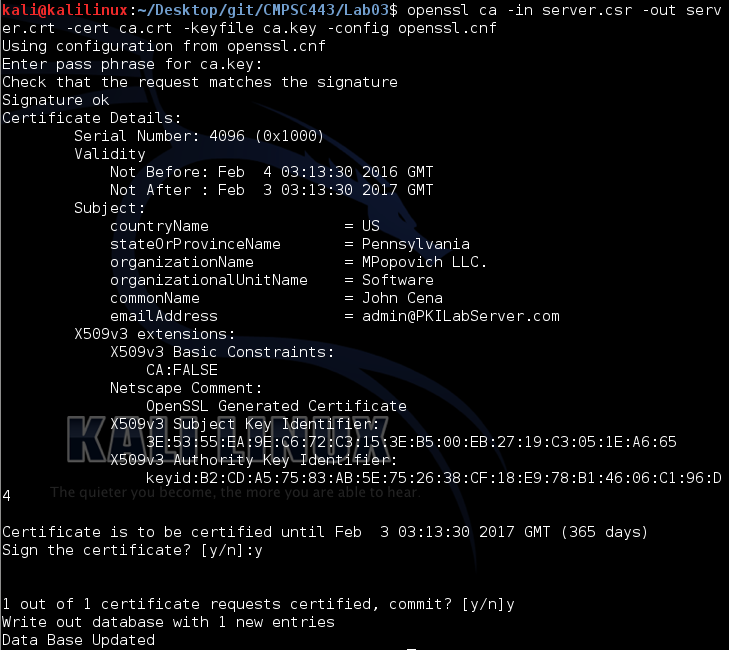 kali@kalilinux:~/Desktop/git/CMPSC443/Lab03$ openssl ca -in server.csr -out serv
er.crt -cert ca.crt -keyfile ca.key -config openssl.cnf
Using configuration from openssl.cnf
Enter pass phrase for ca.key:
Check that the request matches the signature
Signature ok
Certificate Details:
        Serial Number: 4096 (0x1000)
        Validity
            Not Before: Feb  4 03:13:30 2016 GMT
            Not After : Feb  3 03:13:30 2017 GMT
        Subject:
            countryName               = US
            stateOrProvinceName       = Pennsylvania
            organizationName          = MPopovich LLC.
            organizationalUnitName    = Software
            commonName                = John Cena
            emailAddress              = admin@PKILabServer.com
        X509v3 extensions:
            X509v3 Basic Constraints:
                CA:FALSE
            Netscape Comment:
                OpenSSL Generated Certificate
            X509v3 Subject Key Identifier:
                3E:53:55:EA:9E:C6:72:C3:15:3E:B5:00:EB:27:19:C3:05:1E:A6:65
            X509v3 Authority Key Identifier:
                keyid:B2:CD:A5:75:83:AB:5E:75:26:38:CF:18:E9:78:B1:46:06:C1:96:D
4
KALI LINUX
The quieter you become, the more you are able to hear.
Certificate is to be certified until Feb  3 03:13:30 2017 GMT (365 days)
Sign the certificate? [y/n]:y
1 out of 1 certificate requests certified, commit? [y/n]y
Write out database with 1 new entries
Data Base Updated